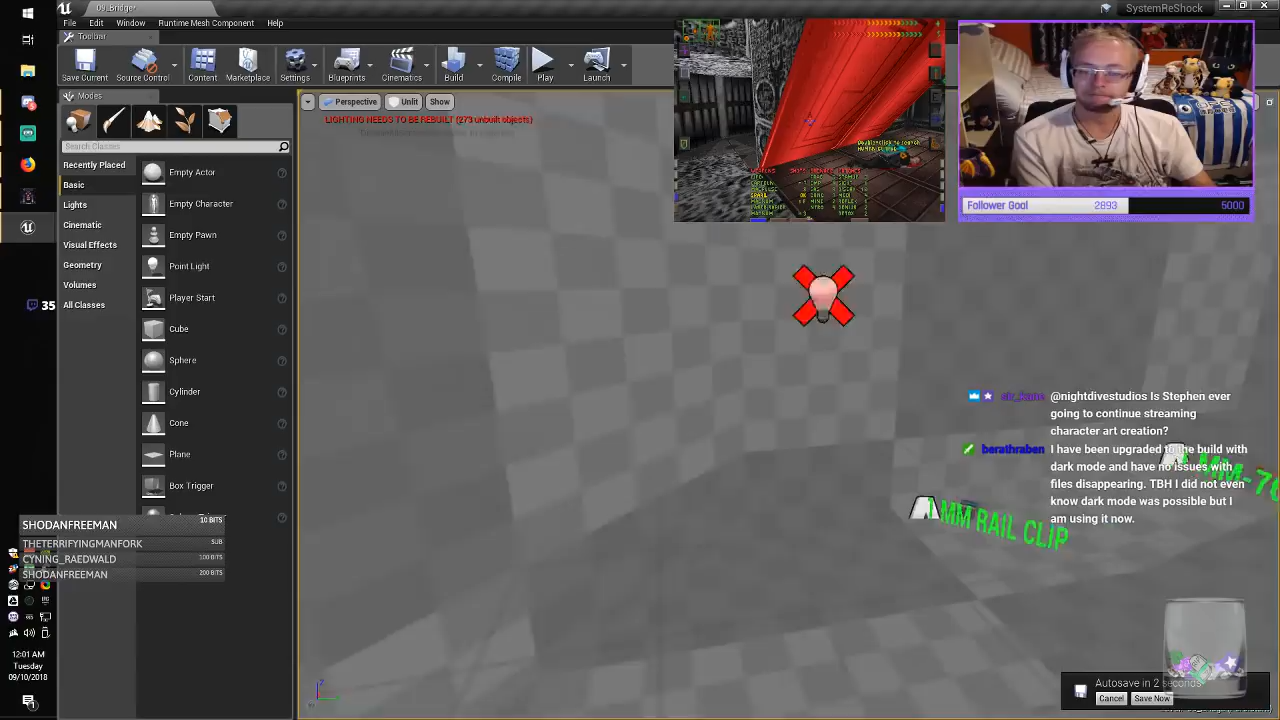 09_Bridge
SystemReShock
File Edit Window Unreal Mesh Component Help
Toolbar
Save Current Source Control Content Marketplace Settings Blueprints Cinematics Build Compile Play Launch
Modes
Perspective Unlit Show
LIGHTING NEEDS TO BE REBUILT (273 unbuilt objects)
Search Classes
Recently Placed
Basic
Lights
Cinematic
Visual Effects
Geometry
Volumes
All Classes
Empty Actor
Empty Character
Empty Pawn
Point Light
Player Start
Cube
Sphere
Cylinder
Cone
Plane
Box Trigger
Follower Goal 2893 5000
35
@nightdivestudios Is Stephen ever
going to continue streaming
character art creation?
berathraben I have been upgraded to the build with
dark mode and have no issues with
files disappearing. TBH I did not even
know dark mode was possible but I
am using it now.
MM RAIL CLIP
SHODANFREEMAN 10 BITS
THETERRIFYINGMANFORK SUB
CYNING_RAEDWALD 100 BITS
SHODANFREEMAN 200 BITS
12:01 AM
Tuesday
09/10/2018
Autosave in 2 seconds
Cancel Save Now